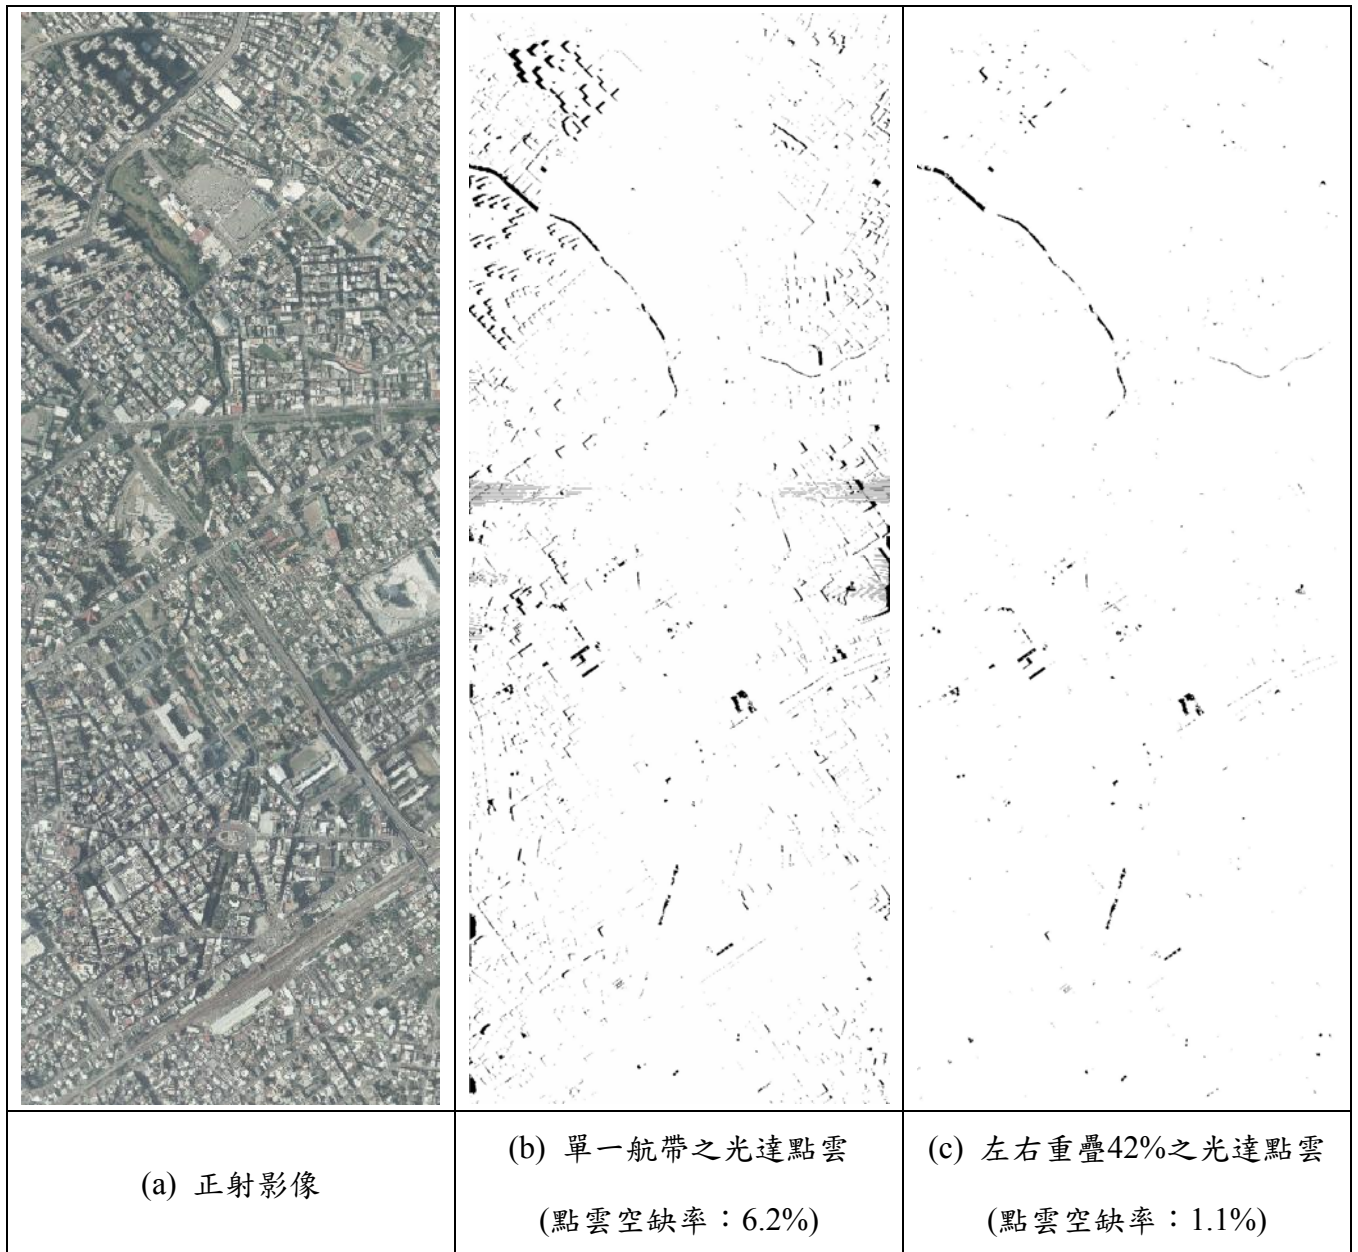 (a) 正射影像
(b) 單一航帶之光達點雲
(點雲空缺率：6.2%)
(c) 左右重疊42%之光達點雲
(點雲空缺率：1.1%)